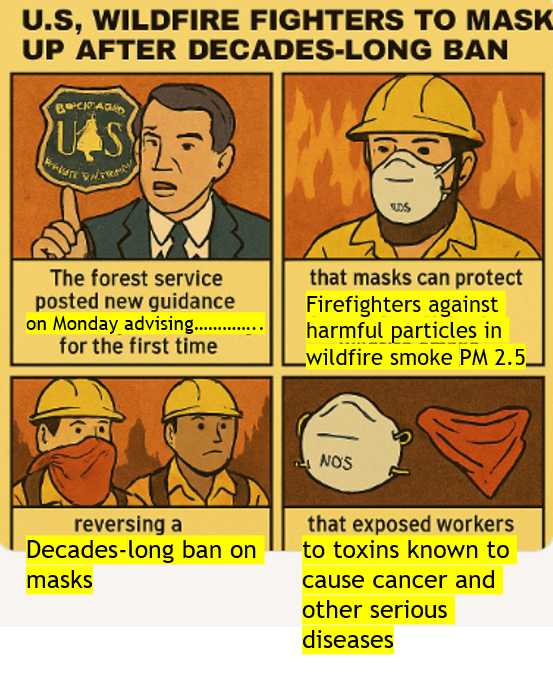 U.S, WILDFIRE FIGHTERS TO MASK
UP AFTER DECADES-LONG BAN
U S
The forest service
posted new guidance
on Monday advising…………..
for the first time
that masks can protect
Firefighters against
harmful particles in
wildfire smoke PM 2.5
reversing a
Decades-long ban on
masks
NOS
that exposed workers
to toxins known to
cause cancer and
other serious
diseases